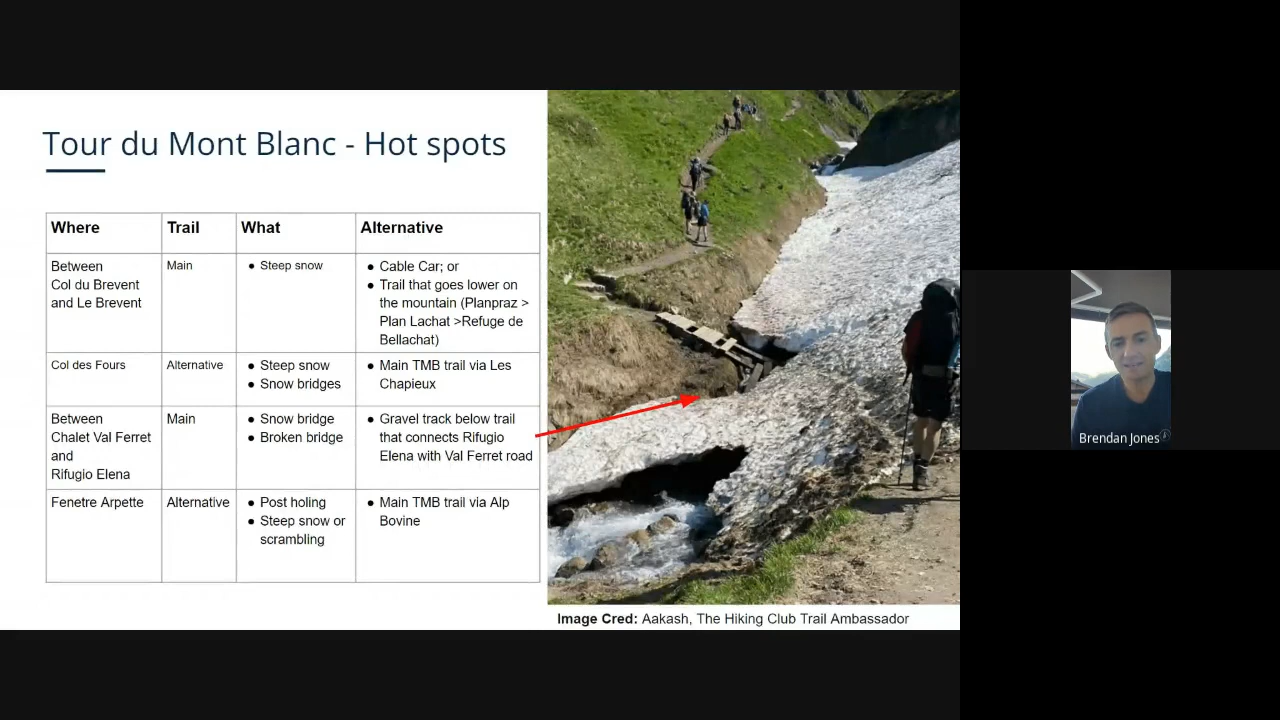 Tour du Mont Blanc - Hot spots
Where Trail What Alternative
Between
Col du Brevent
and Le Brevent
Main
● Steep snow
● Cable Car; or
● Trail that goes lower on
the mountain (Planpraz >
Plan Lachat >Refuge de
Bellachat)
Col des Fours
Alternative
● Steep snow
● Snow bridges
● Main TMB trail via Les
Chapieux
Between
Chalet Val Ferret
and
Rifugio Elena
Main
● Snow bridge
● Broken bridge
● Gravel track below trail
that connects Rifugio
Elena with Val Ferret road
Fenetre Arpette
Alternative
● Post holing
● Steep snow or
scrambling
● Main TMB trail via Alp
Bovine
Image Cred: Aakash, The Hiking Club Trail Ambassador
Brendan Jones